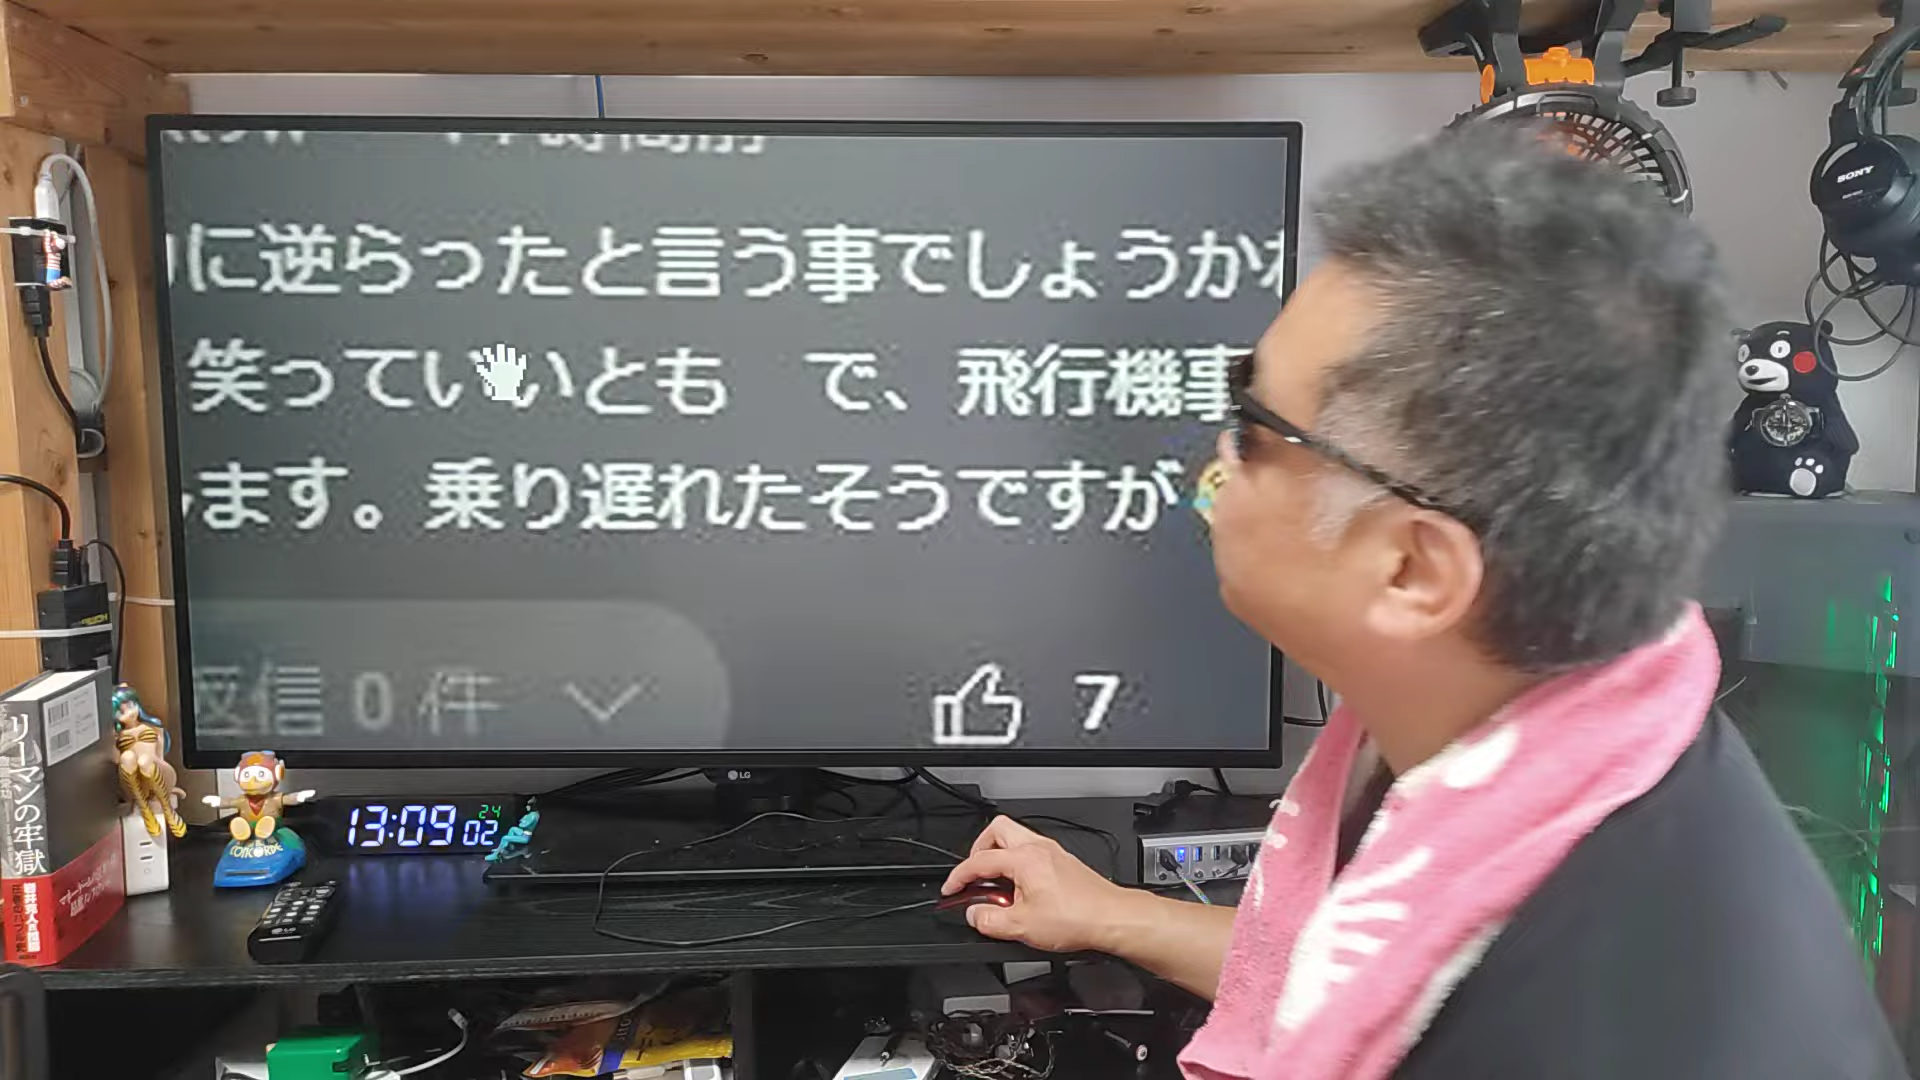 に逆らったと言う事でしょうか
笑っていいとも で、飛行機事
ます。乗り遅れたそうですが
返信 0 件
7
LG
SONY
13:09 02
24
CONCORDE
リーマンの牢獄